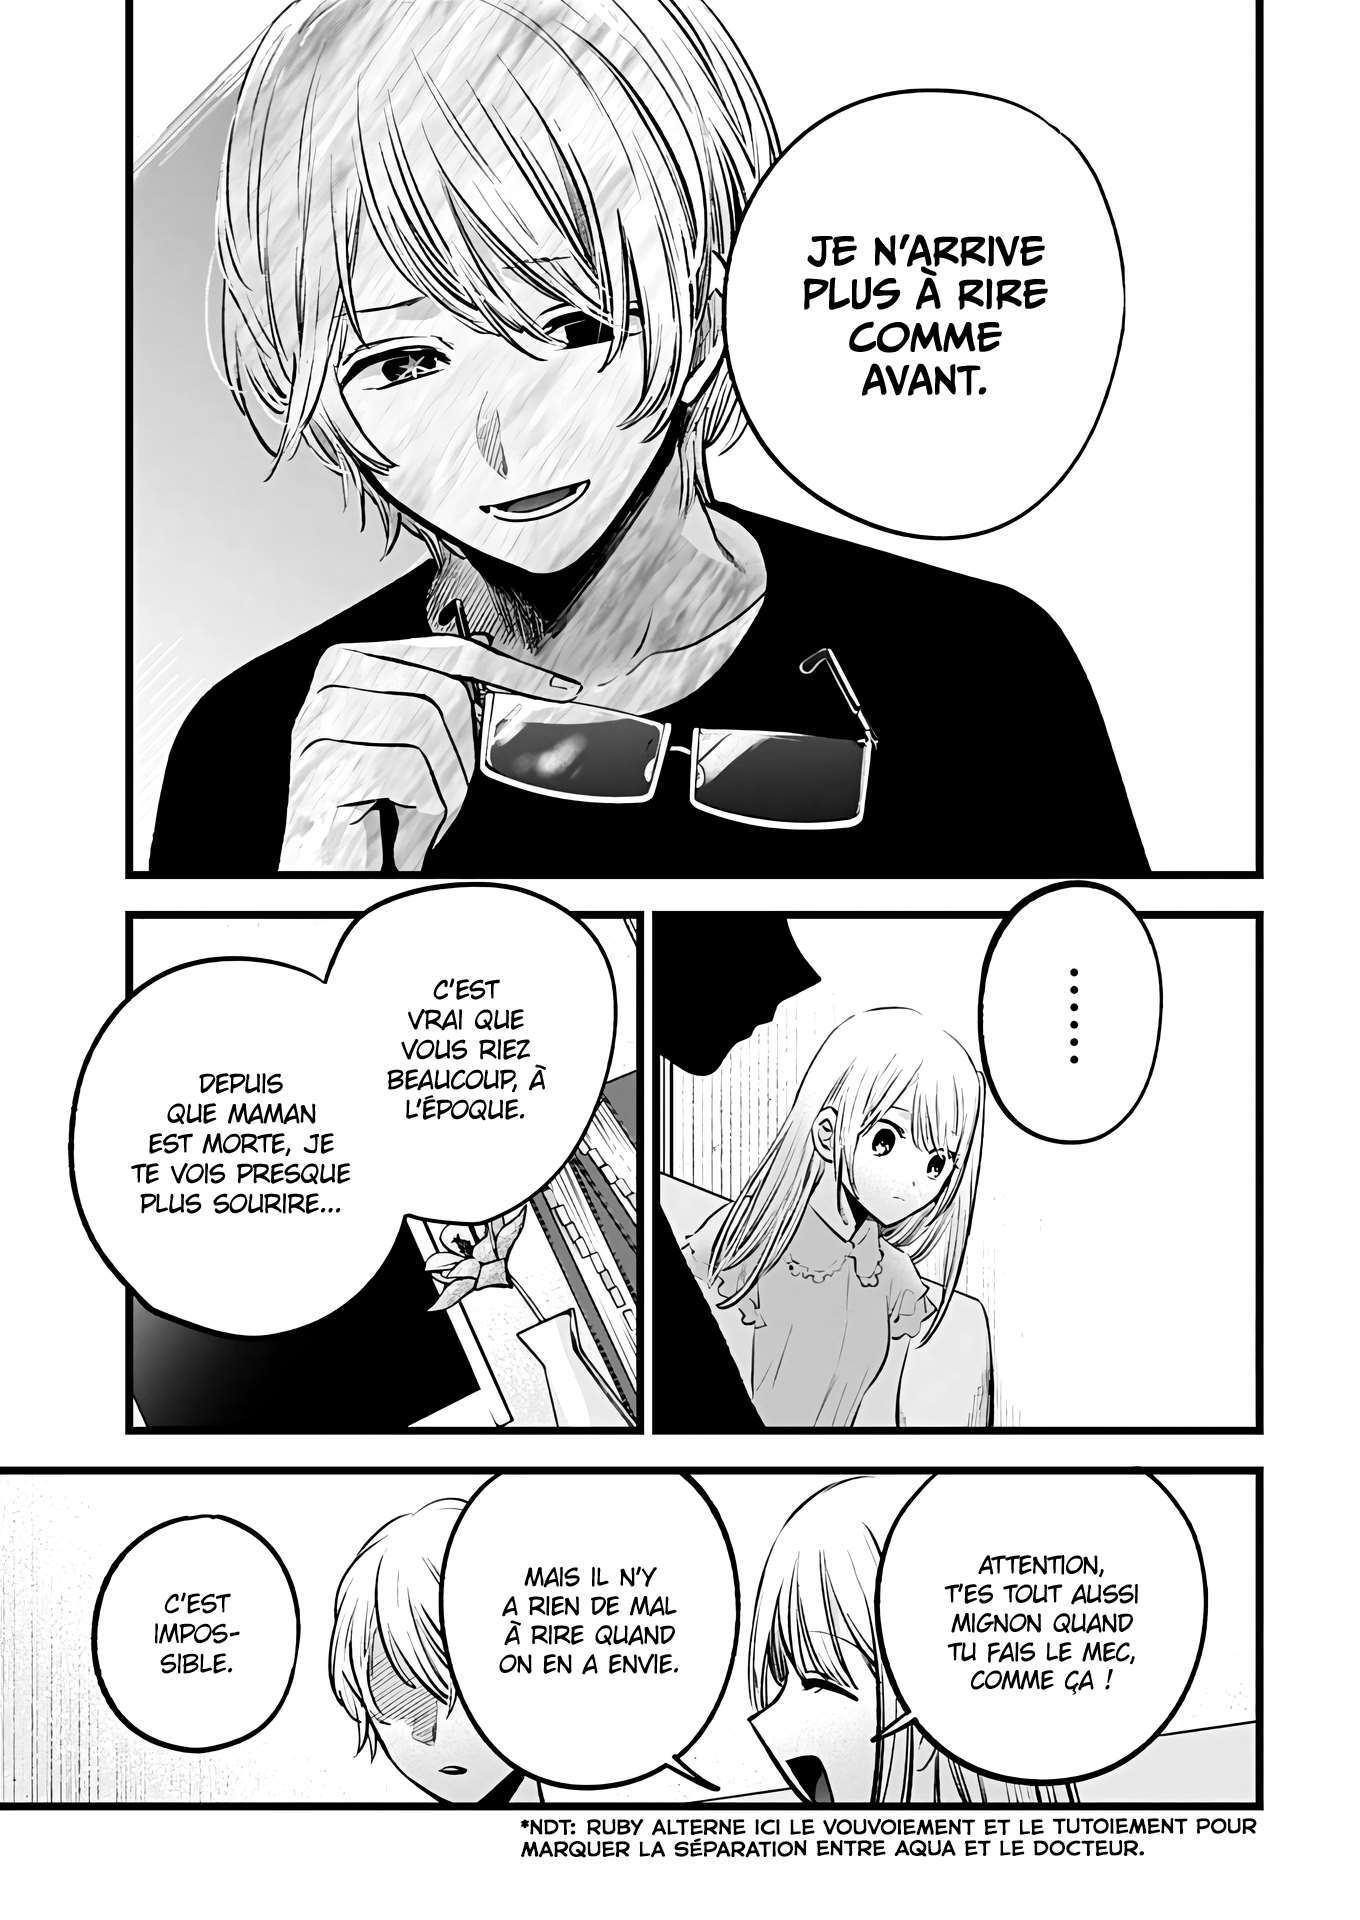 JE N'ARRIVE
PLUS À RIRE
COMME
AVANT.
......
C'EST
VRAI QUE
VOUS RIEZ
BEAUCOUP, À
L'ÉPOQUE.
DEPUIS
QUE MAMAN
EST MORTE, JE
TE VOIS PRESQUE
PLUS SOURIRE...
ATTENTION,
T'ES TOUT AUSSI
MIGNON QUAND
TU FAIS LE MEC,
COMME ÇA !
MAIS IL N'Y
A RIEN DE MAL
À RIRE QUAND
ON EN A ENVIE.
C'EST
IMPOS-
SIBLE.
*NDT: RUBY ALTERNE ICI LE VOUVOIEMENT ET LE TUTOIEMENT POUR
MARQUER LA SÉPARATION ENTRE AQUA ET LE DOCTEUR.